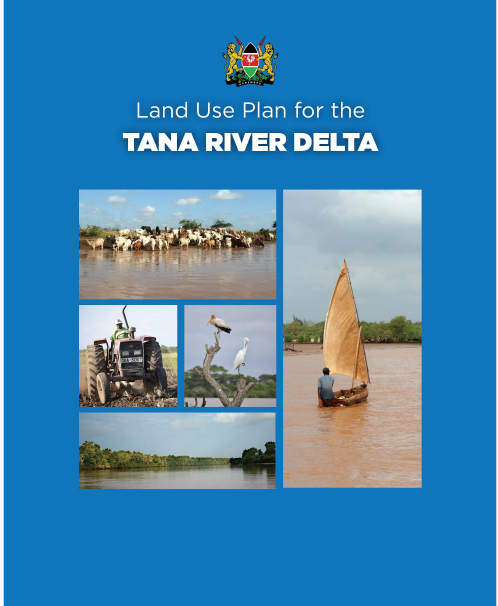 Land Use Plan for the
TANA RIVER DELTA